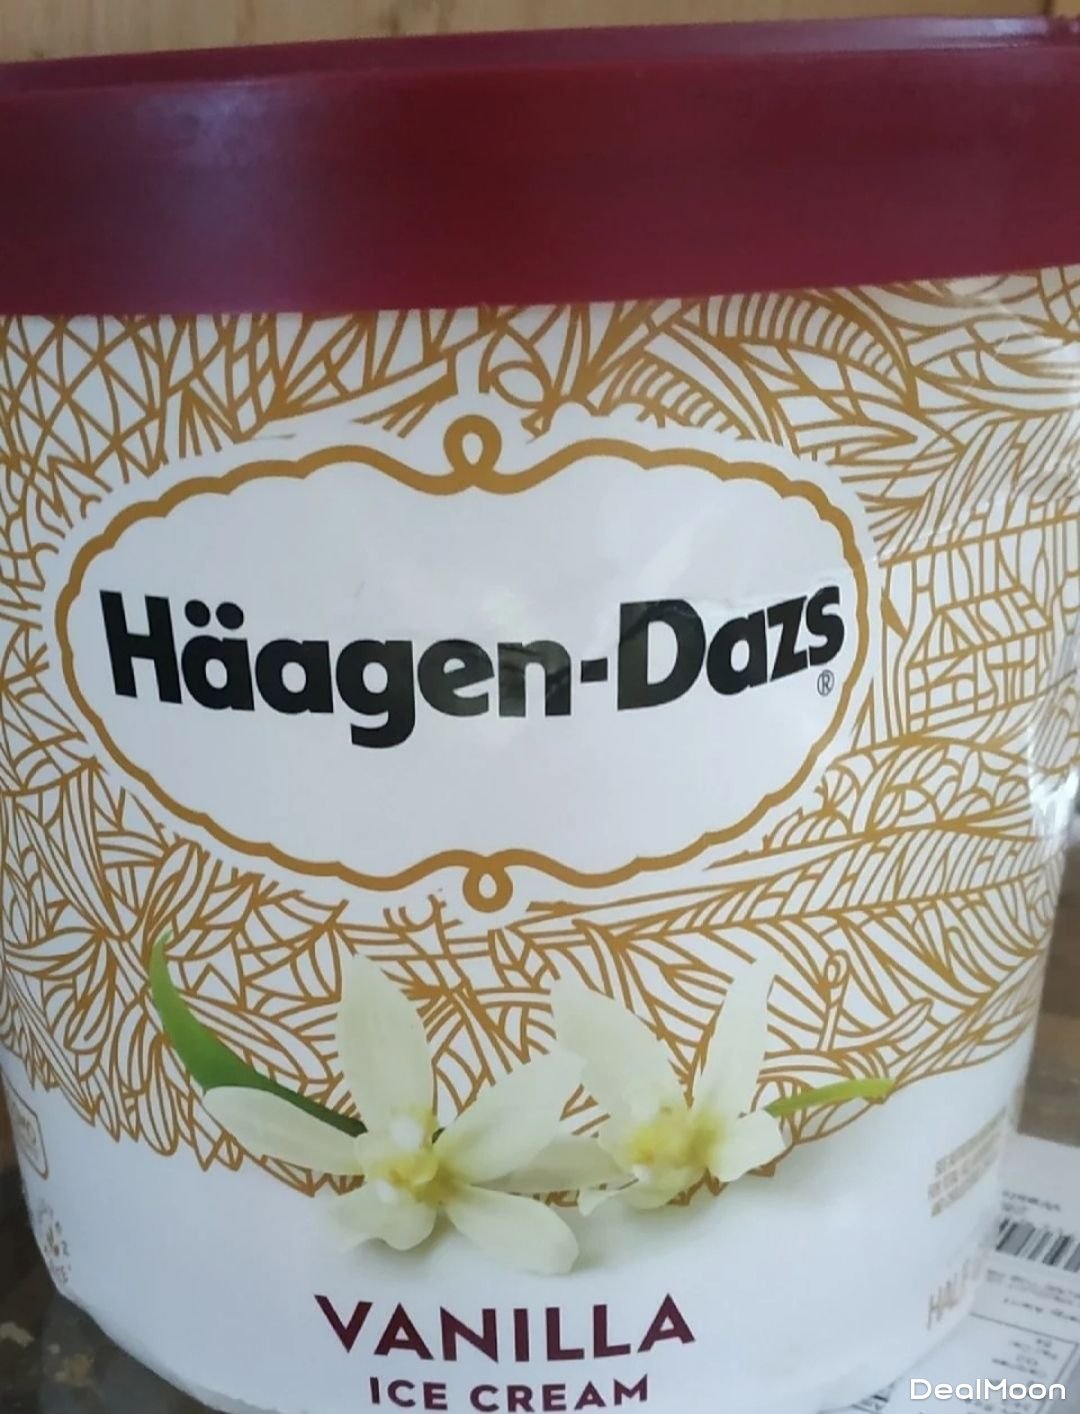 Häagen-Dazs®
VANILLA
ICE CREAM
DealMoon